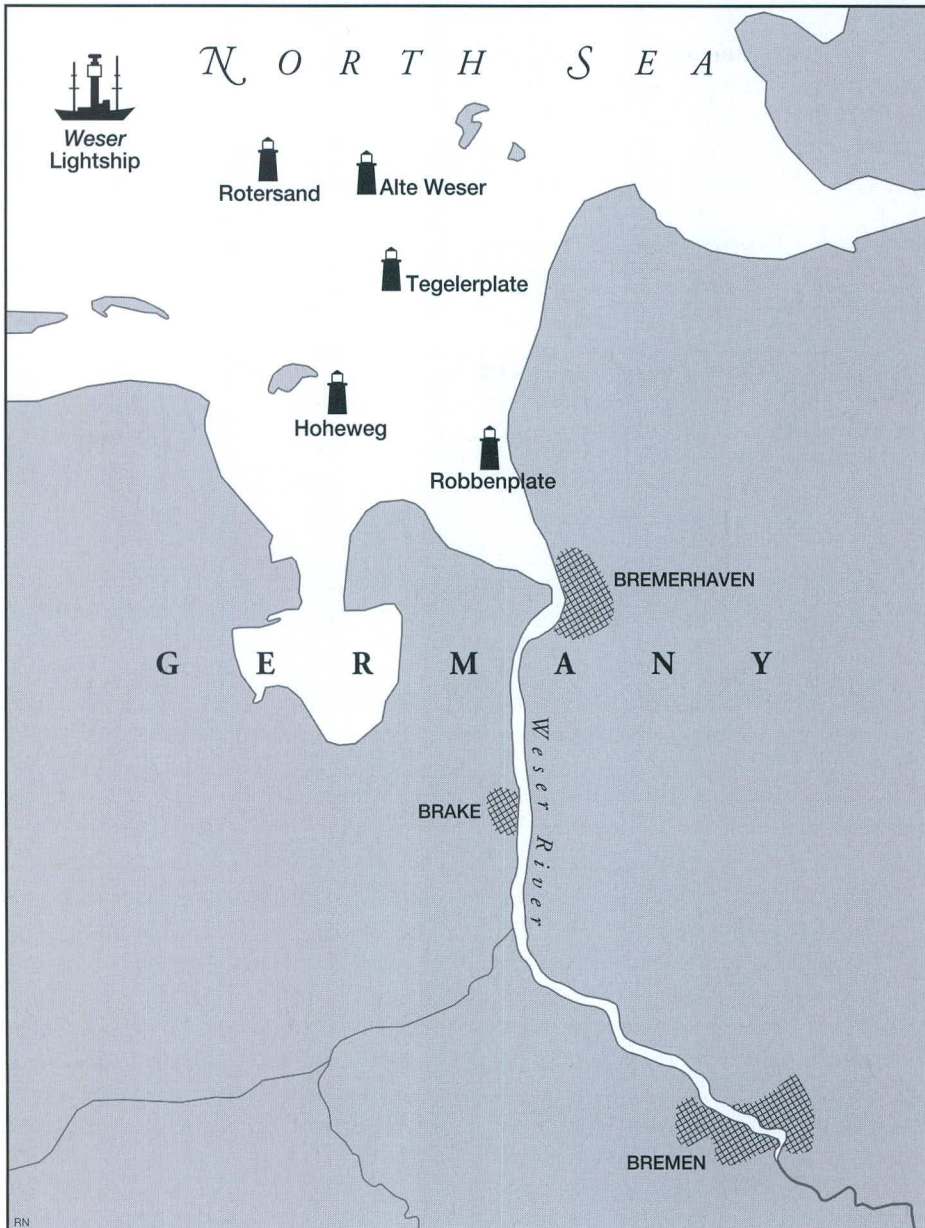 NORTH SEA
Weser
Lightship
Rotersand
Alte Weser
Tegelerplate
Hoheweg
Robbenplate
BREMERHAVEN
GERMANY
Weser River
BRAKE
BREMEN
RN